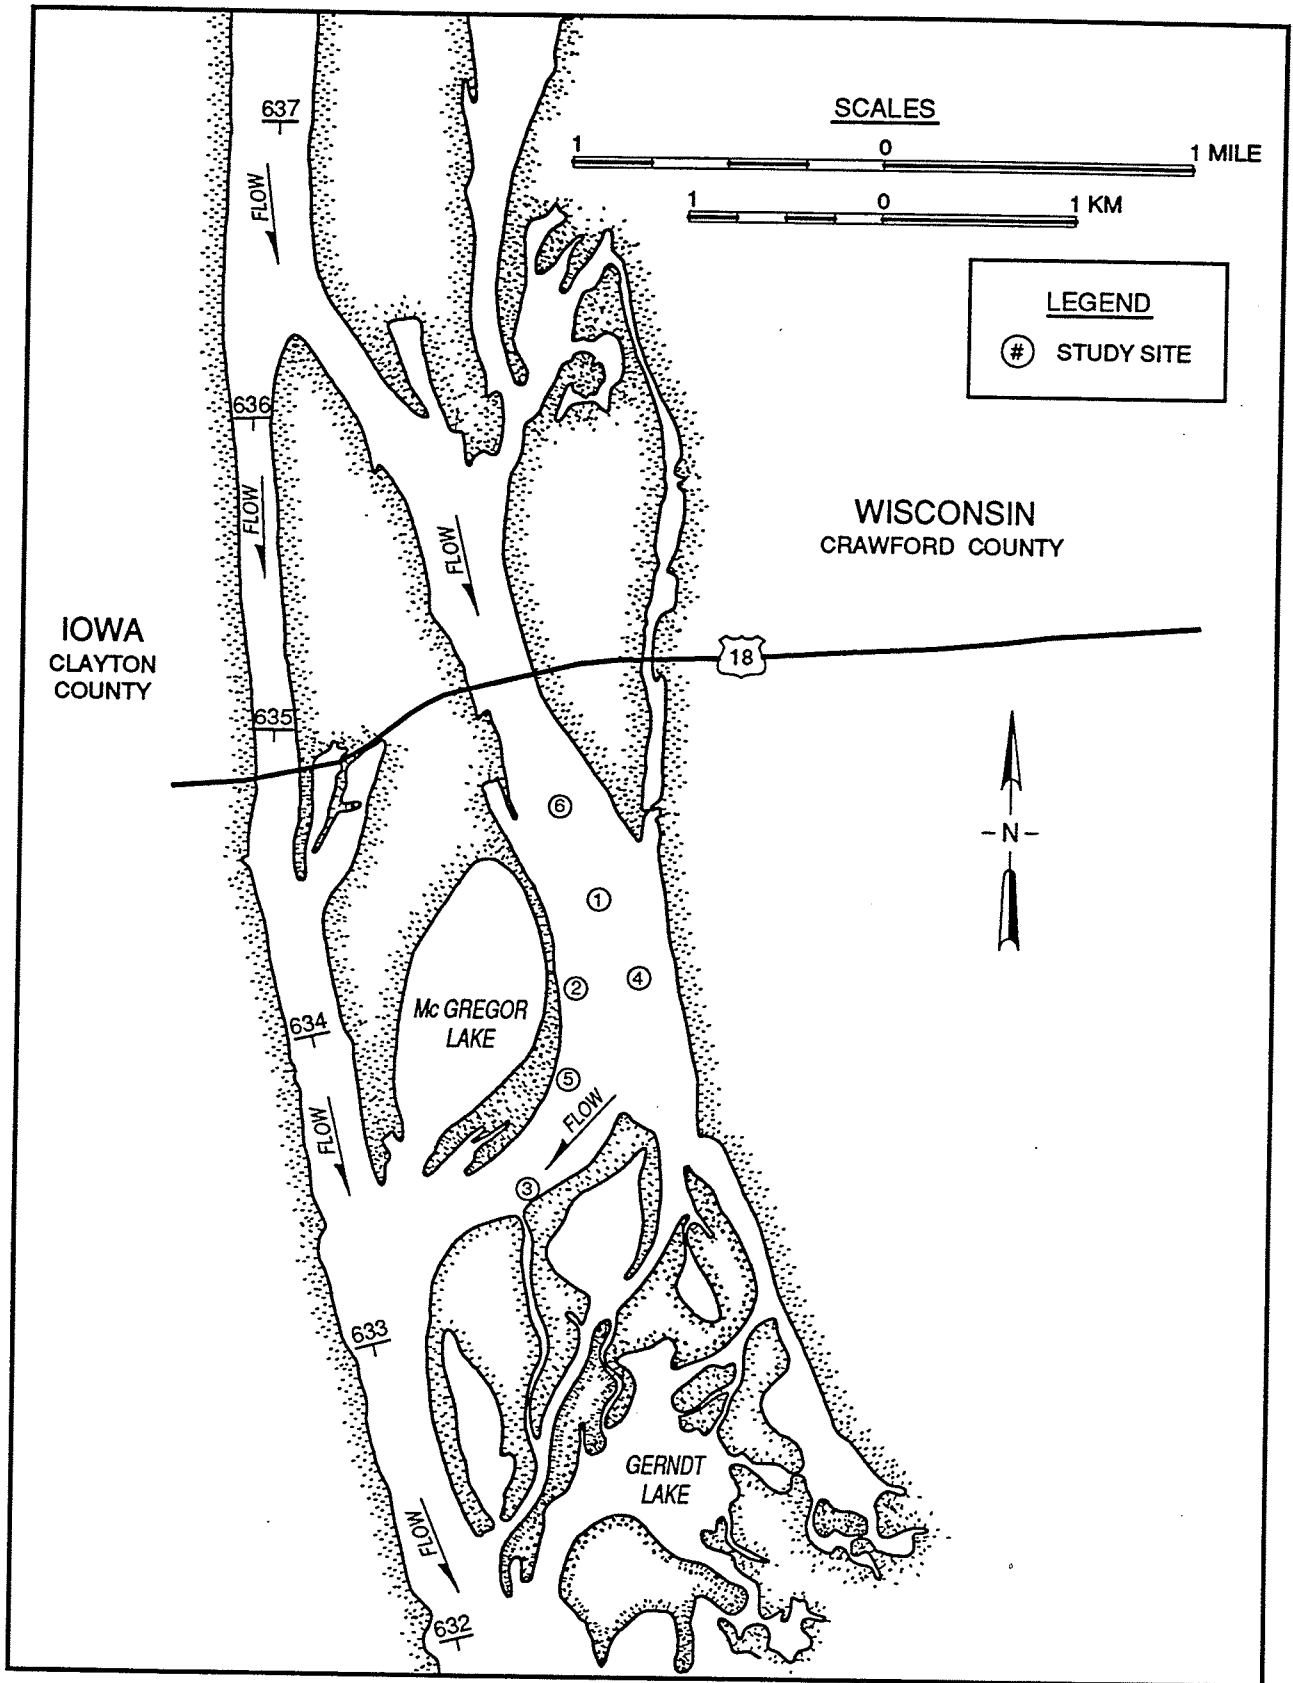 637
SCALES
1 0 1 MILE
1 0 1 KM
FLOW
LEGEND
# STUDY SITE
636
FLOW
FLOW
WISCONSIN
CRAWFORD COUNTY
IOWA
CLAYTON
COUNTY
18
635
6
-N-
1
2
4
Mc GREGOR
LAKE
634
5
FLOW
FLOW
3
633
GERNDT
LAKE
FLOW
632